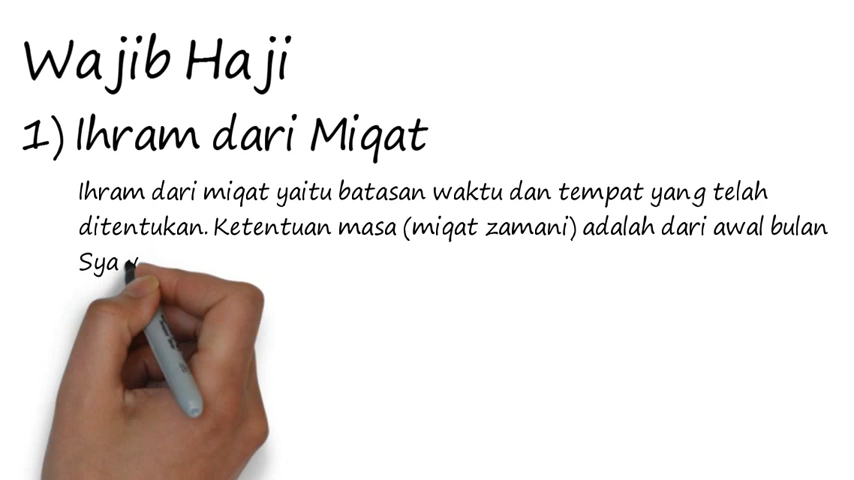 Wajib Haji
1) Ihram dari Miqat
Ihram dari miqat yaitu batasan waktu dan tempat yang telah
ditentukan. Ketentuan masa (miqat zamani) adalah dari awal bulan
Sya